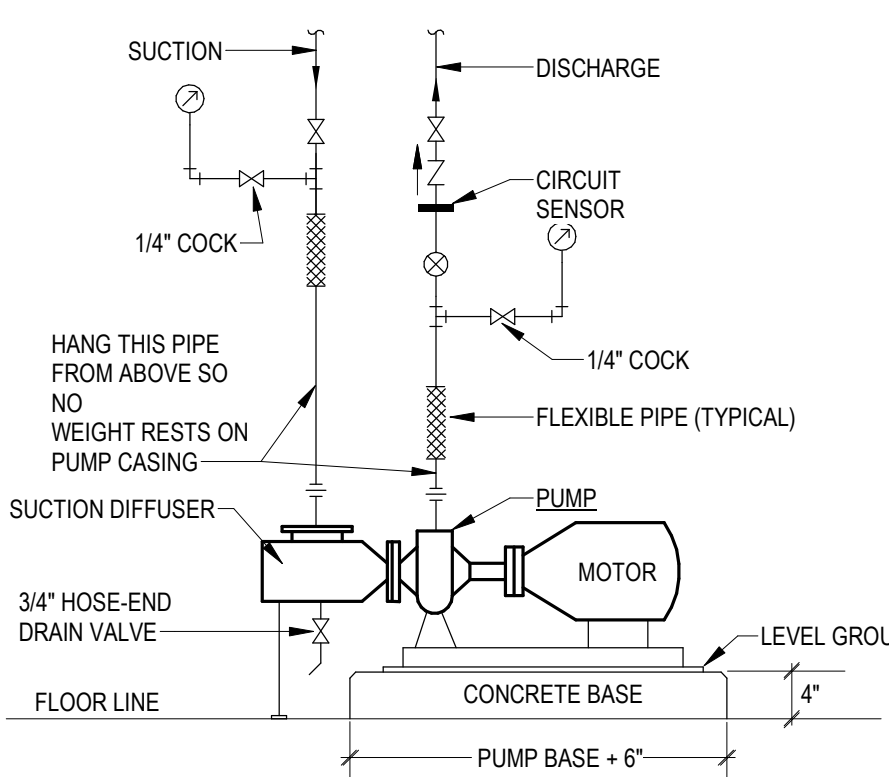 SUCTION
DISCHARGE
CIRCUIT
SENSOR
1/4" COCK
HANG THIS PIPE
FROM ABOVE SO
NO
WEIGHT RESTS ON
PUMP CASING
1/4" COCK
FLEXIBLE PIPE (TYPICAL)
SUCTION DIFFUSER
PUMP
MOTOR
3/4" HOSE-END
DRAIN VALVE
LEVEL GROU
FLOOR LINE
CONCRETE BASE
4"
PUMP BASE + 6"